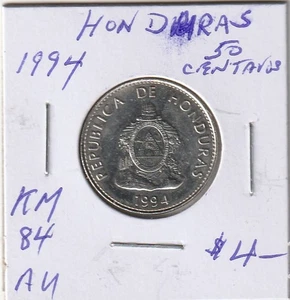 HONDURAS
1994
50
CENTAVOS
REPUBLICA DE HONDURAS
1994
KM
84
AU
$4-